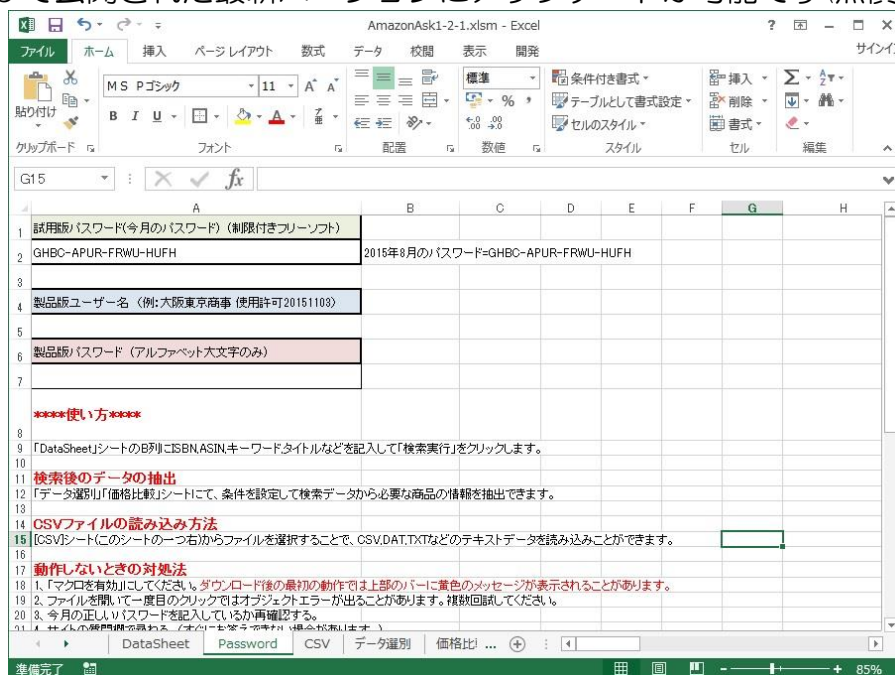 AmazonAsk1-2-1.xlsm - Excel
ファイル ホーム 挿入 ページ レイアウト 数式 データ 校閲 表示 開発 サインイ
貼り付け
MS Pゴシック 11
B I U
標準
条件付き書式
テーブルとして書式設定
セルのスタイル
挿入
削除
書式
クリップボード フォント 配置 数値 スタイル セル 編集
G15 fx
A B C D E F G H
1 試用版パスワード(今月のパスワード) (制限付きフリーソフト)
2 GHBC-APUR-FRWU-HUFH 2015年8月のパスワード=GHBC-APUR-FRWU-HUFH
3
4 製品版ユーザー名 (例:大阪東京商事 使用許可20151103)
5
6 製品版パスワード (アルファベット大文字のみ)
7
8 ****使い方****
9 「DataSheet」シートのB列にISBN,ASIN,キーワード,タイトルなどを記入して「検索実行」をクリックします。
10
11 検索後のデータの抽出
12 「データ選別」「価格比較」シートにて、条件を設定して検索データから必要な商品の情報を抽出できます。
13
14 CSVファイルの読み込み方法
15 [CSV]シート(このシートの一つ右)からファイルを選択することで、CSV,DAT,TXTなどのテキストデータを読み込みことができます。
16
17 動作しないときの対処法
18 1、「マクロを有効」にしてください。ダウンロード後の最初の動作では上部のバーに黄色のメッセージが表示されることがあります。
19 2、ファイルを開いて一度目のクリックではオブジェクトエラーが出ることがあります。複数回試してください。
20 3、今月の正しいパスワードを記入しているか再確認する。
DataSheet Password CSV データ選別 価格比 ...
準備完了 85%